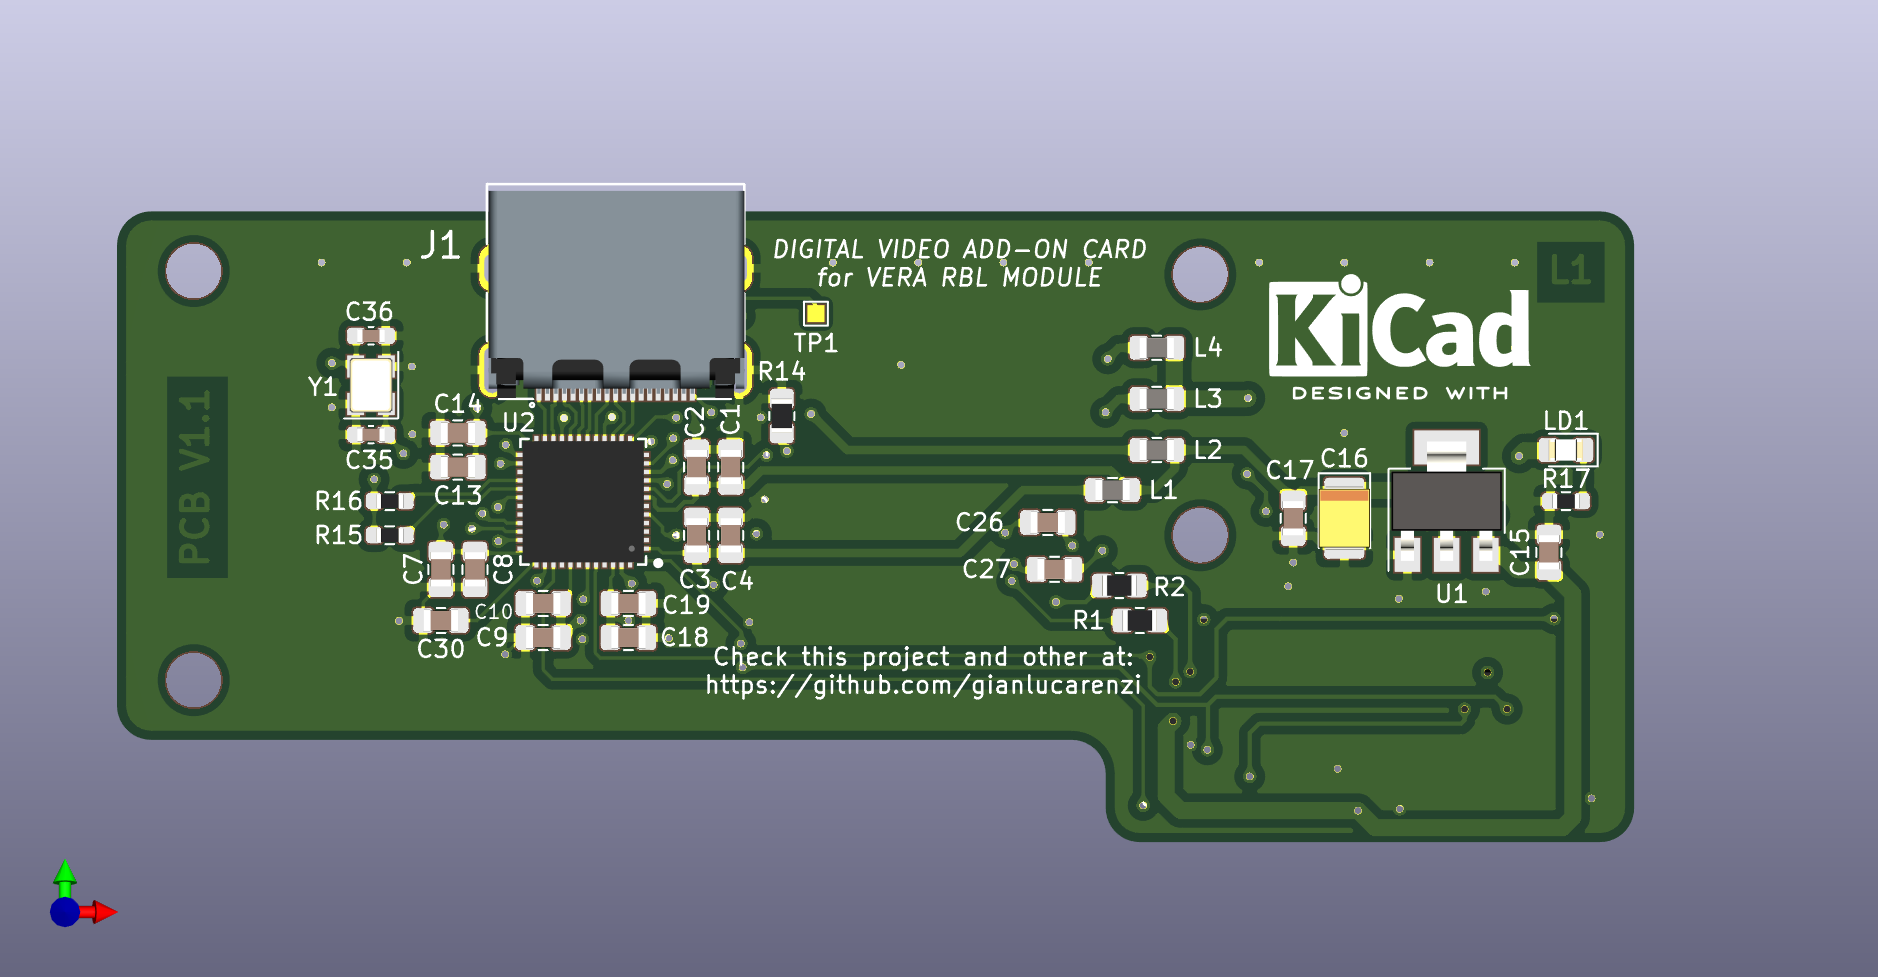 J1
DIGITAL VIDEO ADD-ON CARD
for VERA RBL MODULE
L1
C36
TP1
KiCad
DESIGNED WITH
L4
Y1
R14
L3
C14
U2
C2
C1
LD1
PCB V1.1
C35
L2
C17
C16
C13
R17
R16
L1
R15
C26
C15
C7
C8
C3
C4
C27
R2
U1
C10
C19
R1
C9
C18
C30
Check this project and other at:
https://github.com/gianlucarenzi